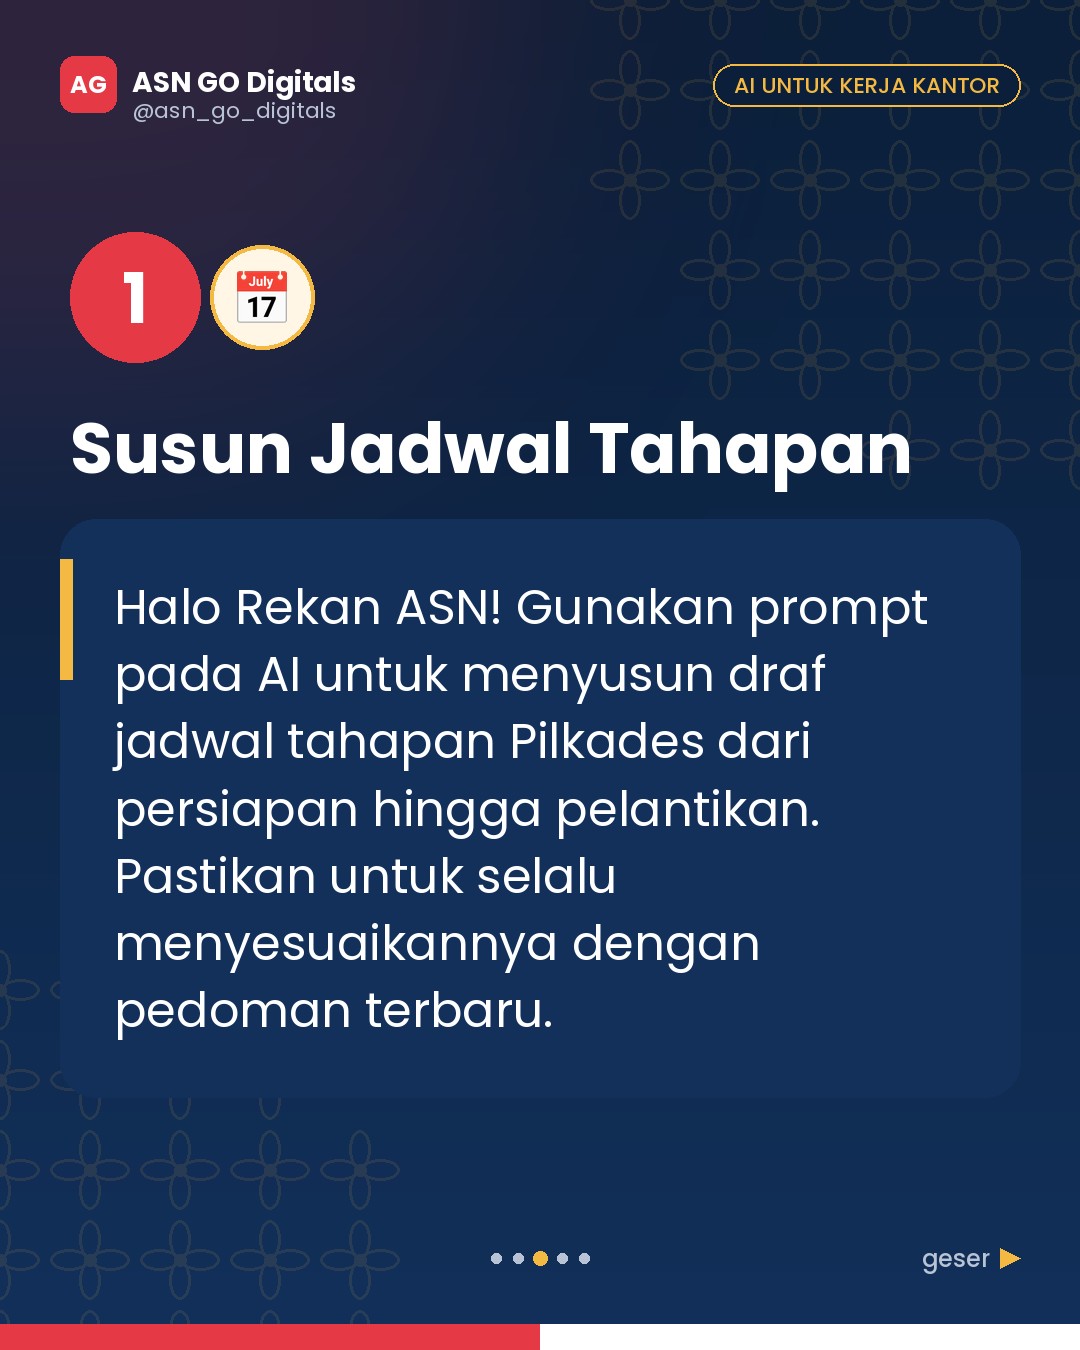 AG
ASN GO Digitals
@asn_go_digitals
AI UNTUK KERJA KANTOR
1
July
17
Susun Jadwal Tahapan
Halo Rekan ASN! Gunakan prompt
pada AI untuk menyusun draf
jadwal tahapan Pilkades dari
persiapan hingga pelantikan.
Pastikan untuk selalu
menyesuaikannya dengan
pedoman terbaru.
geser